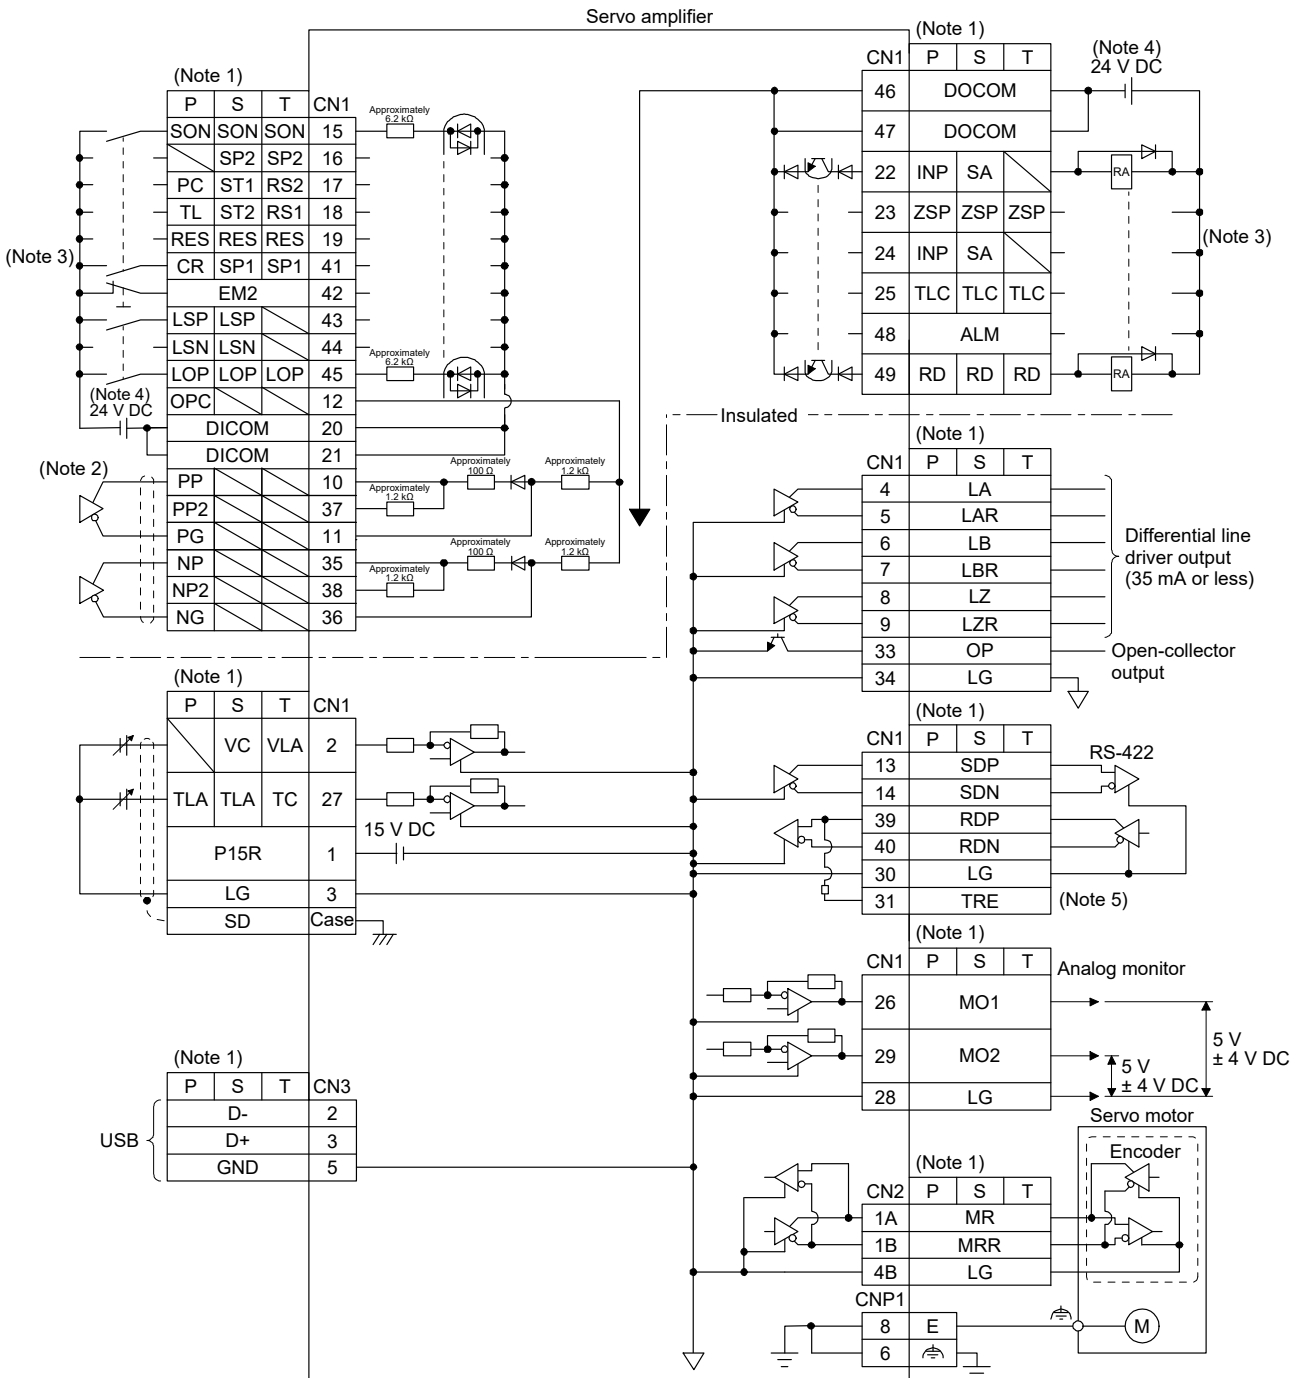 Servo amplifier
(Note 1)
P S T CN1
SON SON SON 15
SP2 SP2 16
PC ST1 RS2 17
TL ST2 RS1 18
RES RES RES 19
CR SP1 SP1 41
EM2 42
LSP LSP 43
LSN LSN 44
LOP LOP LOP 45
OPC 12
DICOM 20
DICOM 21
PP 10
PP2 37
PG 11
NP 35
NP2 38
NG 36
(Note 3)
(Note 4)
24 V DC
(Note 2)
Approximately
6.2 kΩ
Approximately
6.2 kΩ
Approximately
100 Ω
Approximately
1.2 kΩ
Approximately
1.2 kΩ
Approximately
100 Ω
Approximately
1.2 kΩ
Approximately
1.2 kΩ
(Note 1)
CN1 P S T
46 DOCOM
47 DOCOM
22 INP SA
23 ZSP ZSP ZSP
24 INP SA
25 TLC TLC TLC
48 ALM
49 RD RD RD
(Note 4)
24 V DC
RA
(Note 3)
RA
Insulated
(Note 1)
CN1 P S T
4 LA
5 LAR
6 LB
7 LBR
8 LZ
9 LZR
33 OP
34 LG
Differential line
driver output
(35 mA or less)
Open-collector
output
(Note 1)
P S T CN1
VC VLA 2
TLA TLA TC 27
P15R 1
LG 3
SD Case
15 V DC
(Note 1)
CN1 P S T
13 SDP
14 SDN
39 RDP
40 RDN
30 LG
31 TRE
RS-422
(Note 5)
(Note 1)
CN1 P S T
26 MO1
29 MO2
28 LG
Analog monitor
5 V
± 4 V DC
5 V
± 4 V DC
(Note 1)
P S T CN3
D- 2
D+ 3
GND 5
USB
Servo motor
Encoder
(Note 1)
CN2 P S T
1A MR
1B MRR
4B LG
CNP1
8 E
6
M